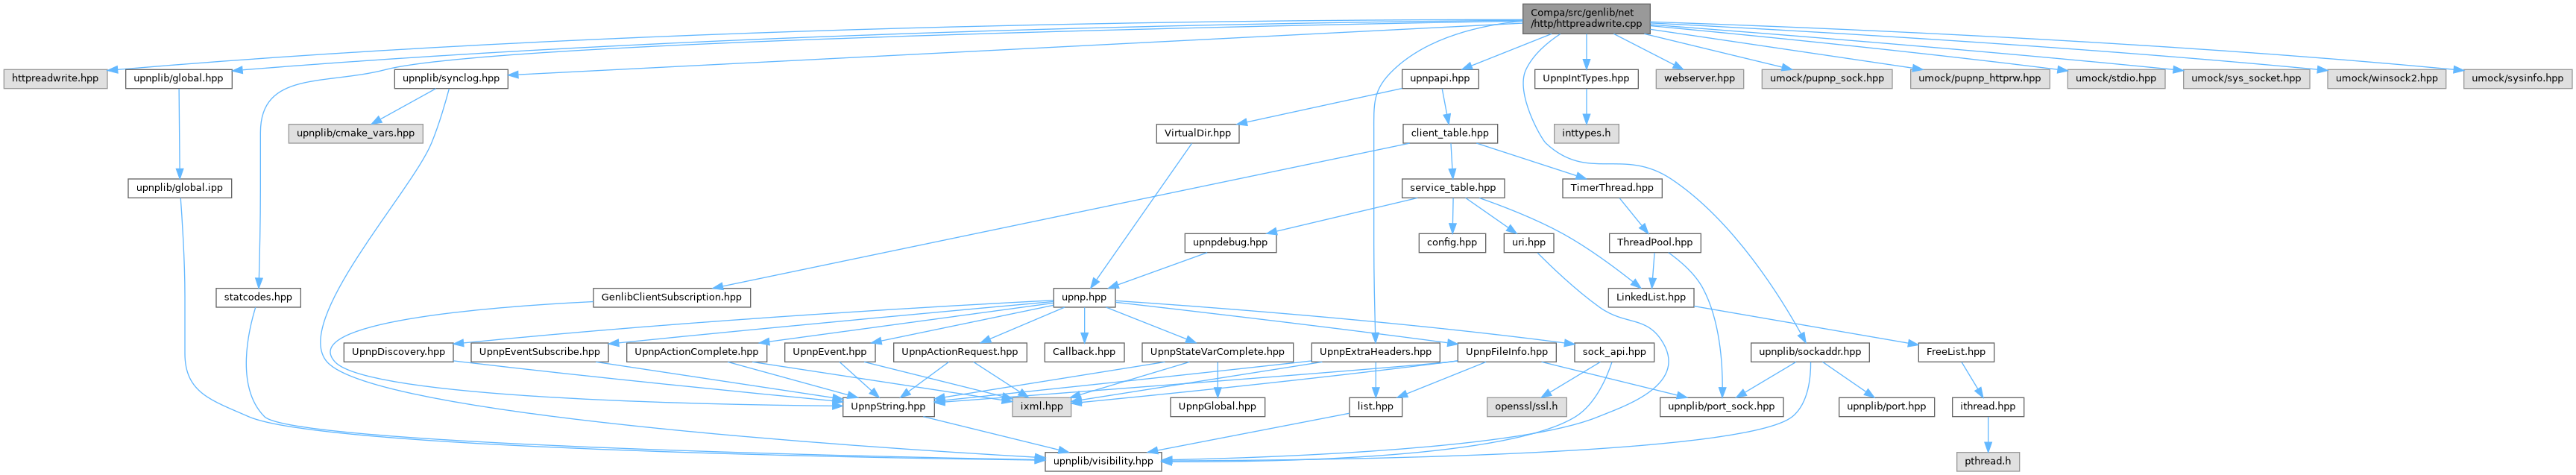 Compa/src/genlib/net
/http/httpreadwrite.cpp
httpreadwrite.hpp
upnplib/global.hpp
upnplib/synclog.hpp
upnpapi.hpp
UpnpIntTypes.hpp
webserver.hpp
umock/pupnp_sock.hpp
umock/pupnp_httprw.hpp
umock/stdio.hpp
umock/sys_socket.hpp
umock/winsock2.hpp
umock/sysinfo.hpp
upnplib/cmake_vars.hpp
VirtualDir.hpp
client_table.hpp
inttypes.h
upnplib/global.ipp
service_table.hpp
TimerThread.hpp
upnpdebug.hpp
config.hpp
uri.hpp
ThreadPool.hpp
statcodes.hpp
GenlibClientSubscription.hpp
upnp.hpp
LinkedList.hpp
UpnpDiscovery.hpp
UpnpEventSubscribe.hpp
UpnpActionComplete.hpp
UpnpEvent.hpp
UpnpActionRequest.hpp
Callback.hpp
UpnpStateVarComplete.hpp
UpnpExtraHeaders.hpp
UpnpFileInfo.hpp
sock_api.hpp
upnplib/sockaddr.hpp
FreeList.hpp
UpnpString.hpp
ixml.hpp
UpnpGlobal.hpp
list.hpp
openssl/ssl.h
upnplib/port_sock.hpp
upnplib/port.hpp
ithread.hpp
upnplib/visibility.hpp
pthread.h